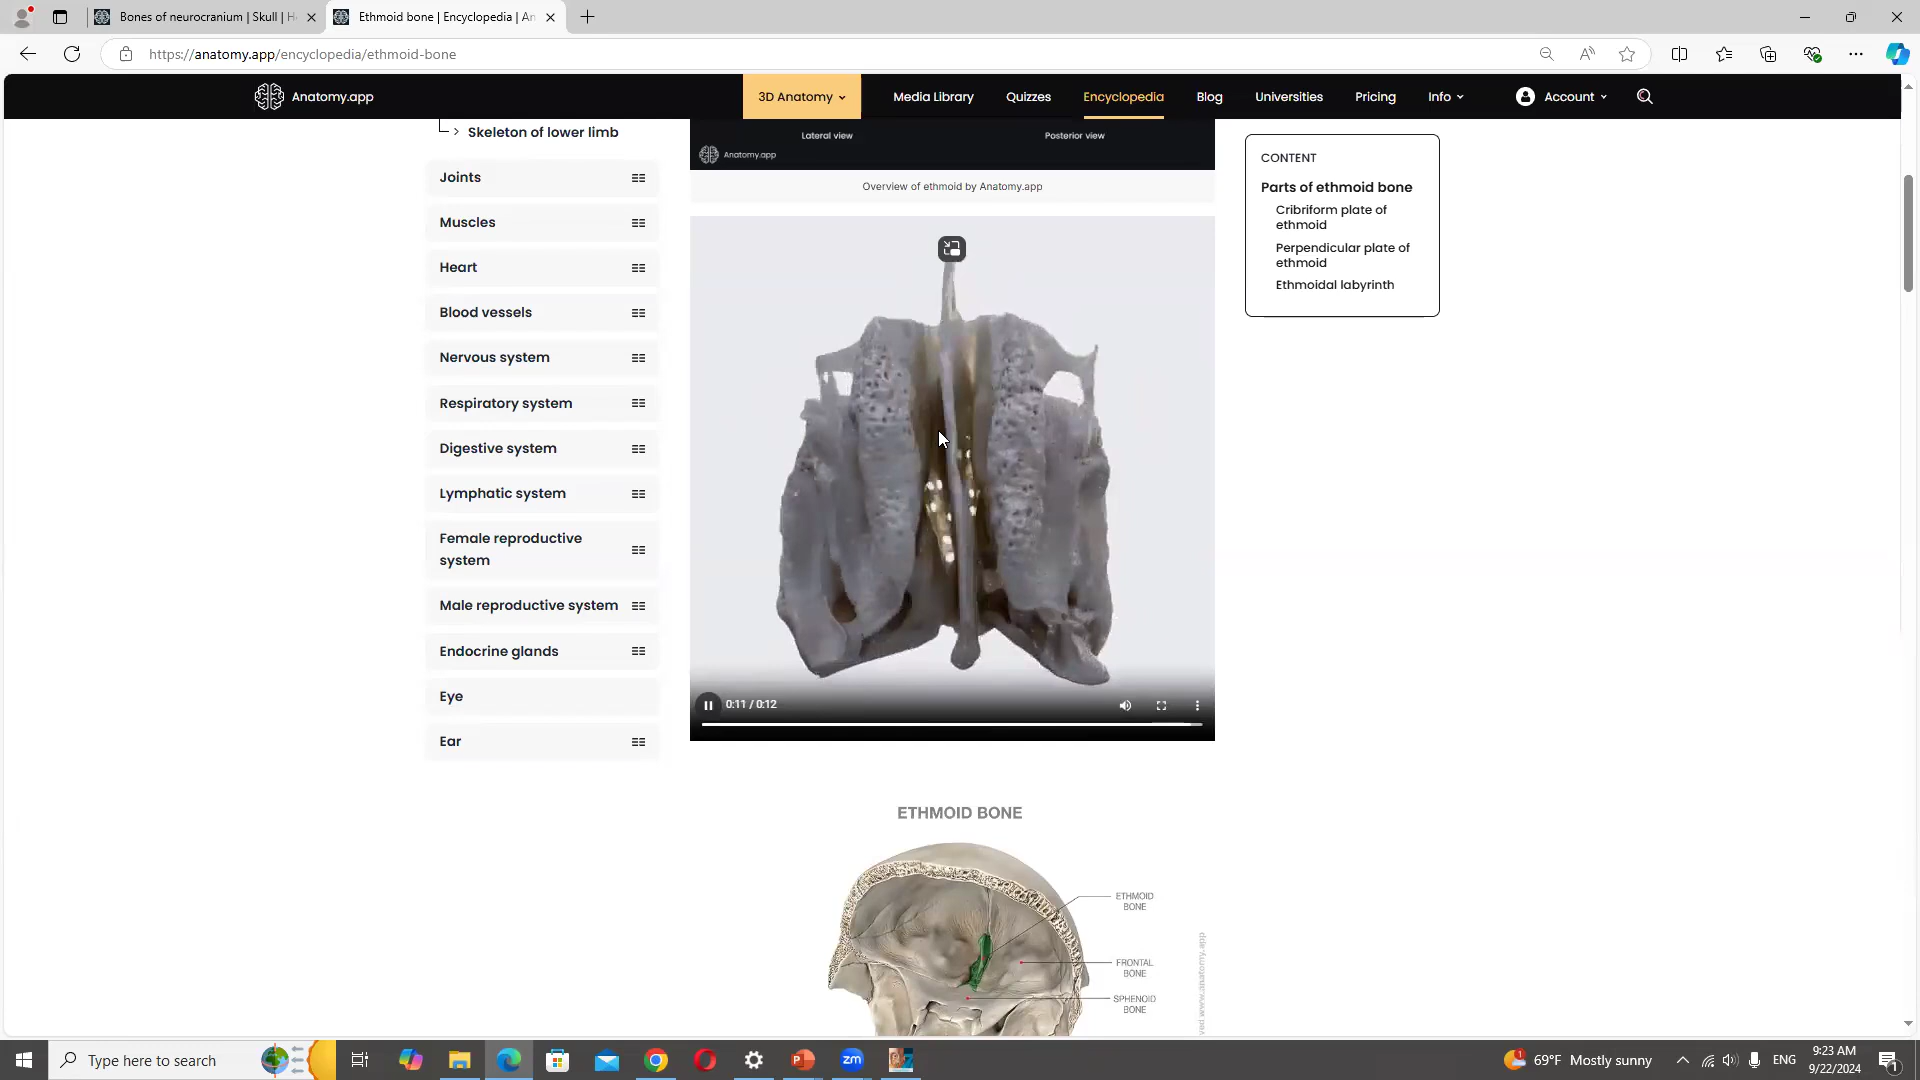 Bones of neurocranium | Skull | H
Ethmoid bone | Encyclopedia | An
https://anatomy.app/encyclopedia/ethmoid-bone
Anatomy.app
3D Anatomy
Media Library
Quizzes
Encyclopedia
Blog
Universities
Pricing
Info
Account
Skeleton of lower limb
Joints
Muscles
Heart
Blood vessels
Nervous system
Respiratory system
Digestive system
Lymphatic system
Female reproductive
system
Male reproductive system
Endocrine glands
Eye
Ear
Lateral view
Posterior view
Anatomy.app
Overview of ethmoid by Anatomy.app
0:11 / 0:12
ETHMOID BONE
ETHMOID
BONE
FRONTAL
BONE
SPHENOID
BONE
ved www.anatomy.app
CONTENT
Parts of ethmoid bone
Cribriform plate of
ethmoid
Perpendicular plate of
ethmoid
Ethmoidal labyrinth
Type here to search
69°F Mostly sunny
ENG
9:23 AM
9/22/2024